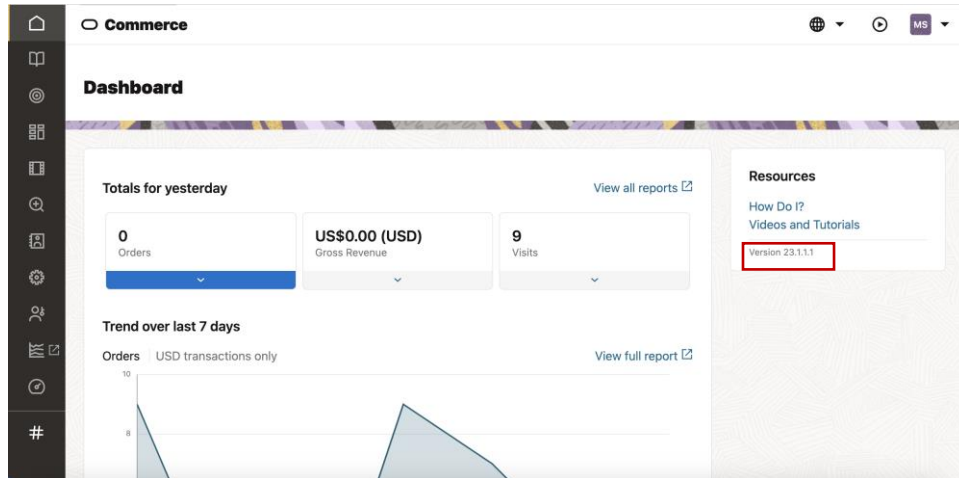 Commerce
MS
Dashboard
Totals for yesterday
View all reports
0
Orders
US$0.00 (USD)
Gross Revenue
9
Visits
Trend over last 7 days
Orders
USD transactions only
View full report
10
8
Resources
How Do I?
Videos and Tutorials
Version 23.1.1.1
#